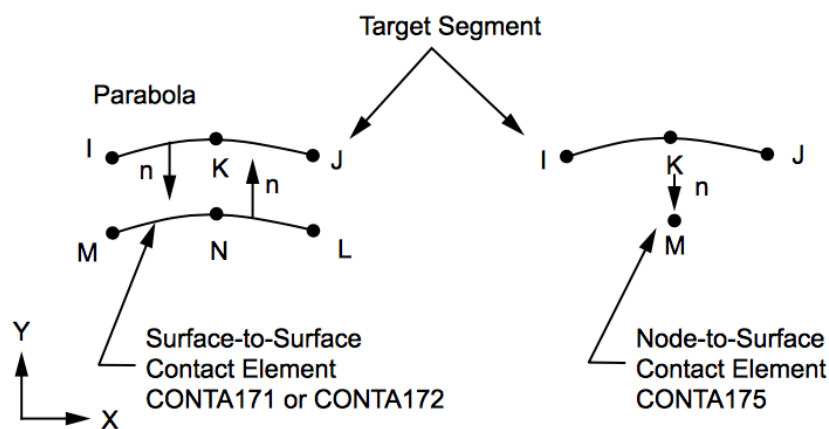 Target Segment
Parabola
I
K
J
n
n
M
N
L
I
K
J
n
M
Surface-to-Surface
Contact Element
CONTA171 or CONTA172
Node-to-Surface
Contact Element
CONTA175
Y
X